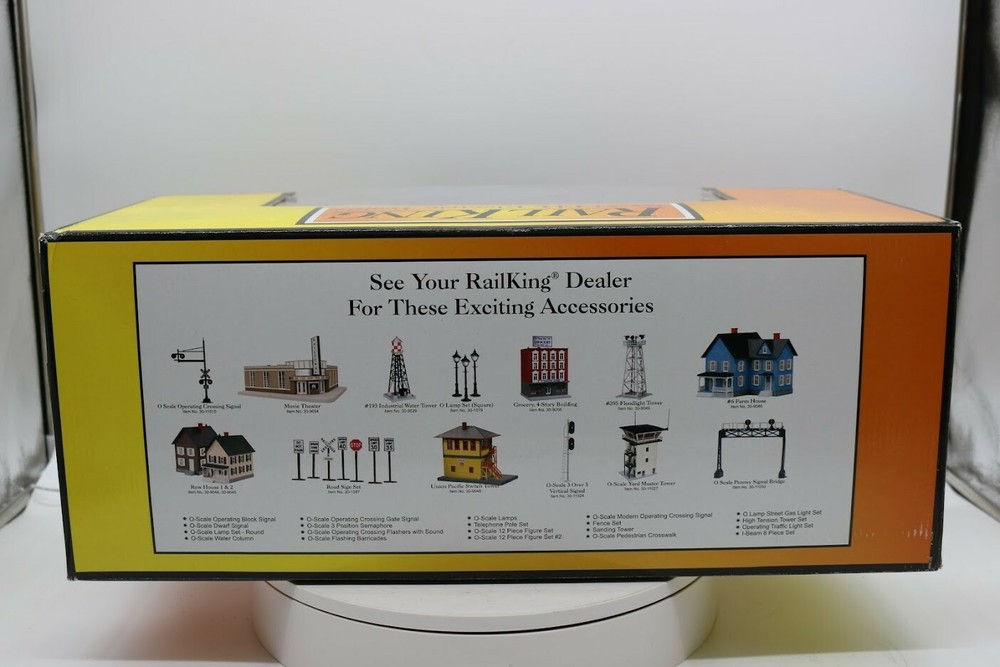 RAILKING
See Your RailKing® Dealer
For These Exciting Accessories
O Scale Operating Crossing Signal
Movie Theater
#193 Industrial Water Tower
O Lamp Set (Square)
Grocery, 4-Story Building
#395 Floodlight Tower
#6 Farm House
Row House 1 & 2
Road Sign Set
STOP
Union Pacific Switch Tower
O-Scale 3 Over 3
Vertical Signal
O-Scale Yard Master Tower
O Scale Pennsy Signal Bridge
• O-Scale Operating Block Signal
• O-Scale Dwarf Signal
• O-Scale Lamp Set - Round
• O-Scale Water Column
• O-Scale Operating Crossing Gate Signal
• O-Scale 3 Position Semaphore
• O-Scale Operating Crossing Flashers with Sound
• O-Scale Flashing Barricades
• O-Scale Lamps
• Telephone Pole Set
• O-Scale 12 Piece Figure Set
• O-Scale 12 Piece Figure Set #2
• O-Scale Modern Operating Crossing Signal
• Fence Set
• Sanding Tower
• O-Scale Pedestrian Crosswalk
• O Lamp Street Gas Light Set
• High Tension Tower Set
• Operating Traffic Light Set
• I-Beam 8 Piece Set